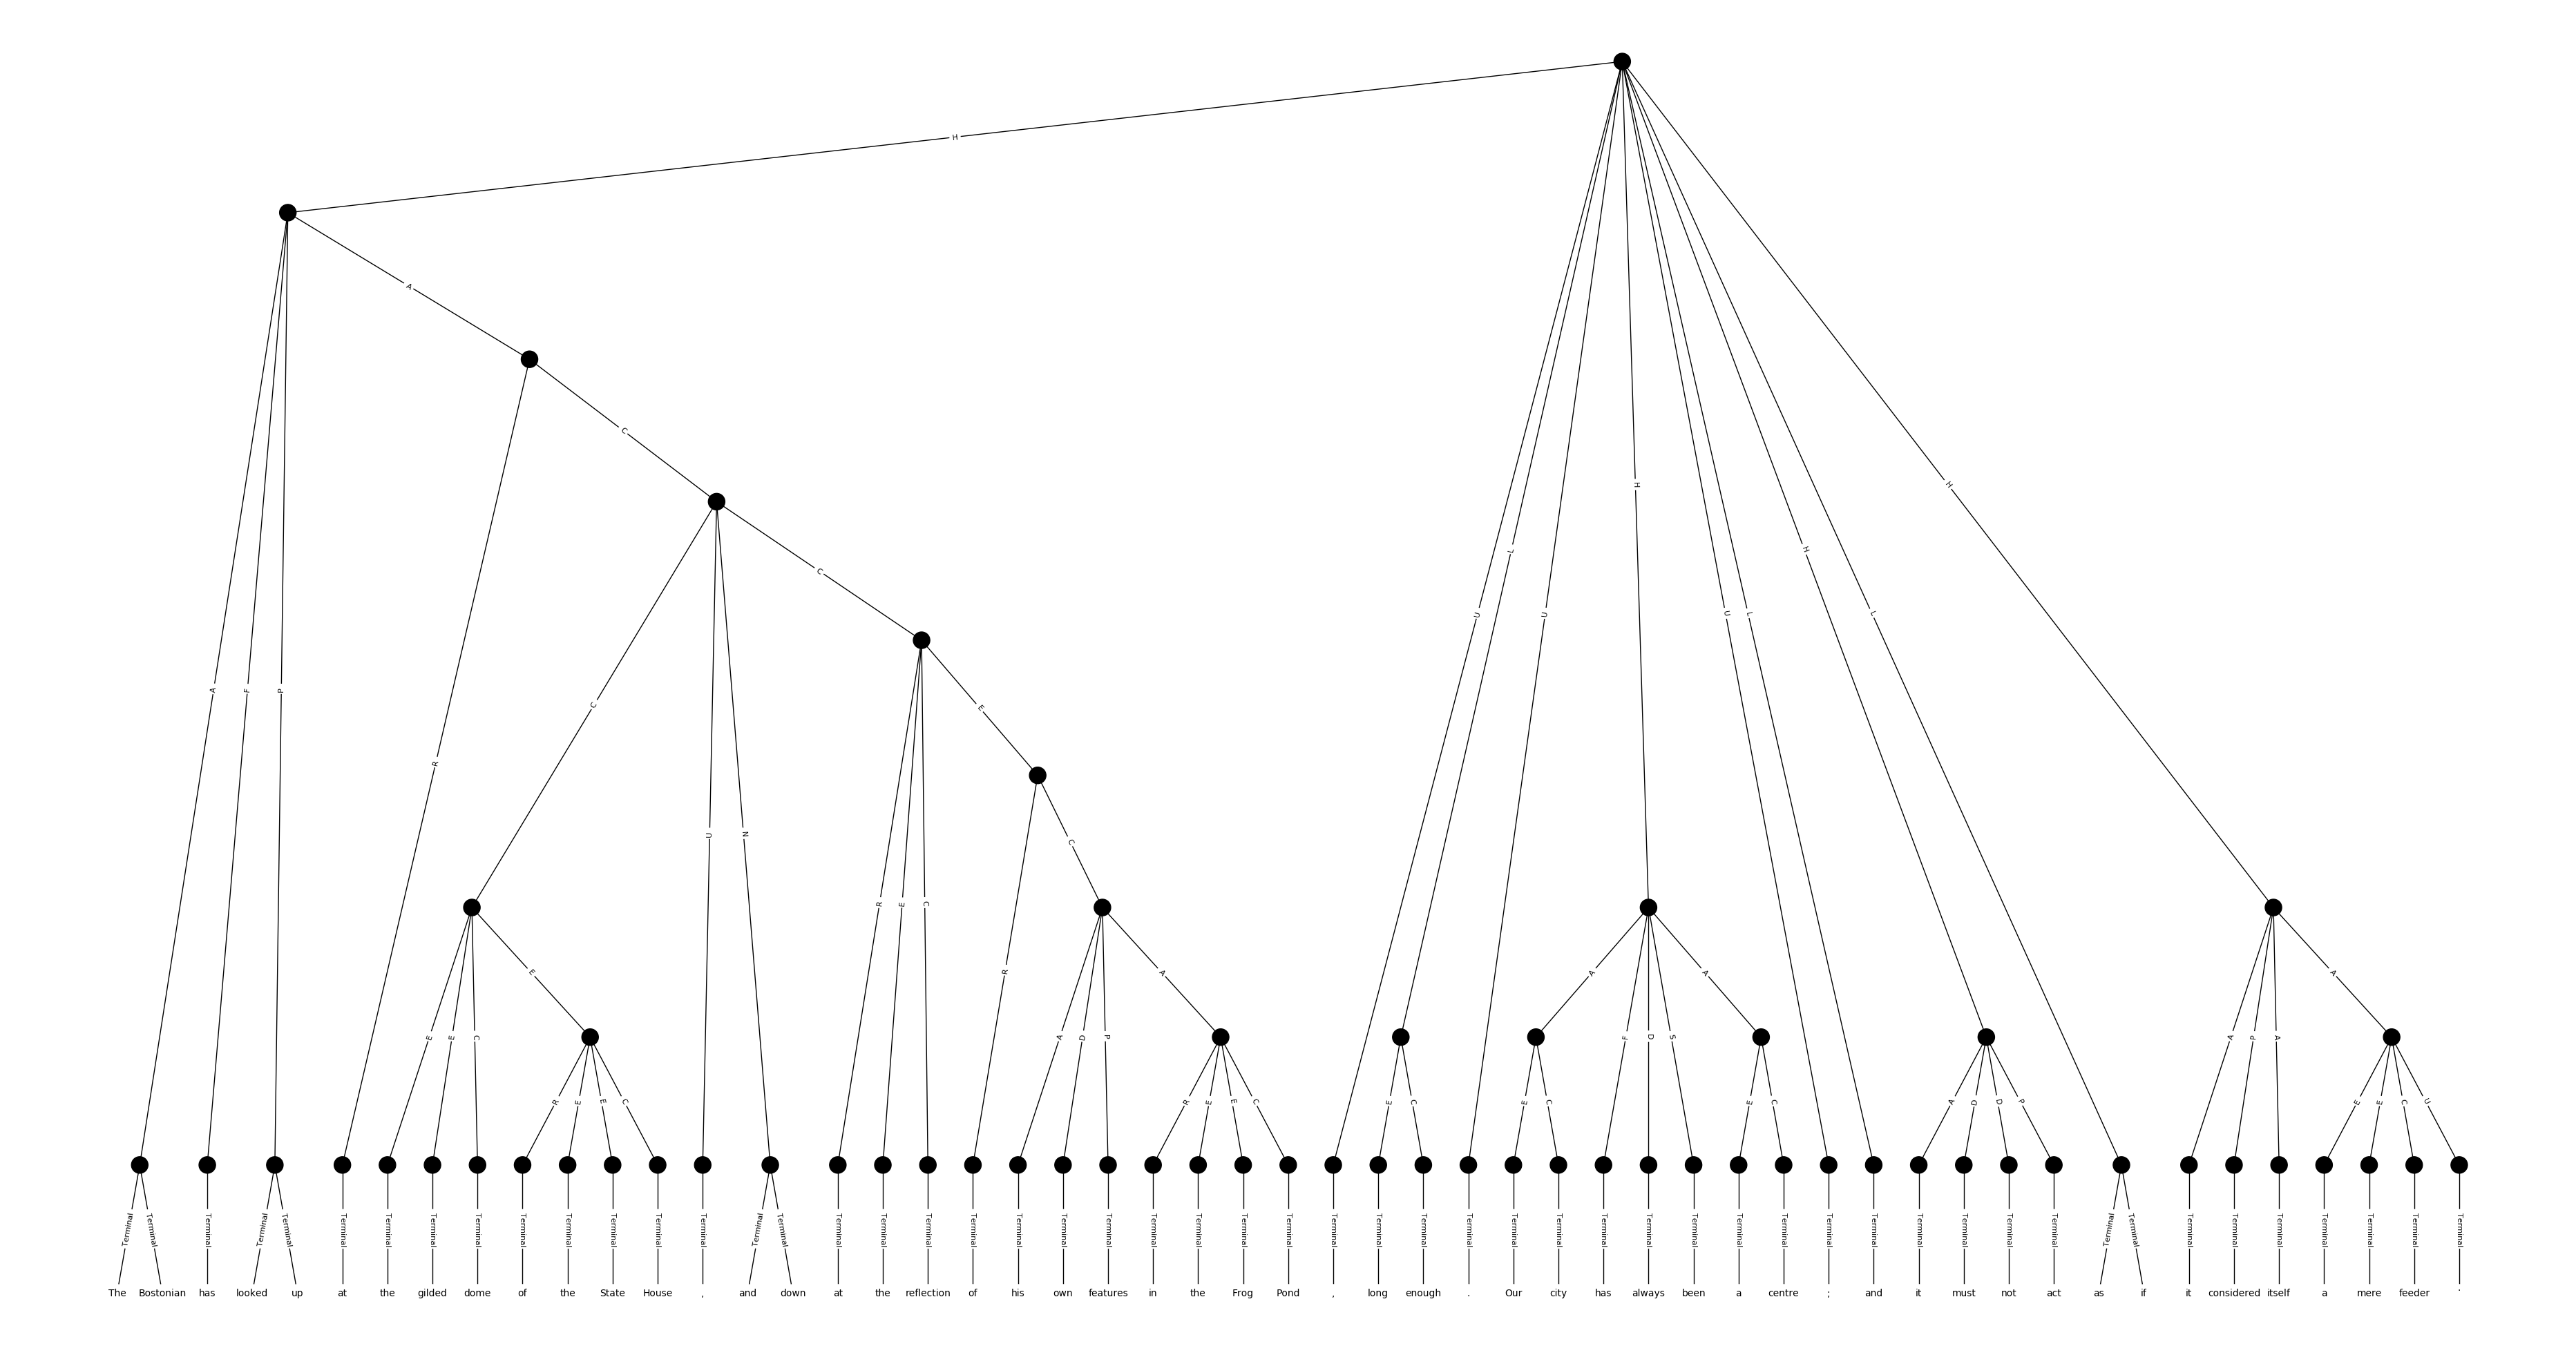 H
A
C
C
H
H
L
H
C
E
U
U
U
L
L
A
F
P
C
R
U
N
C
R
E
C
E
R
A
A
A
A
E
E
C
A
D
P
F
D
S
A
P
A
R
E
E
C
R
E
E
C
E
C
E
C
E
C
A
D
D
P
E
E
C
U
Terminal Terminal Terminal Terminal Terminal Terminal Terminal Terminal Terminal Terminal Terminal Terminal Terminal Terminal Terminal Terminal Terminal Terminal Terminal Terminal Terminal Terminal Terminal Terminal Terminal Terminal Terminal Terminal Terminal Terminal Terminal Terminal Terminal Terminal Terminal Terminal Terminal Terminal Terminal Terminal Terminal Terminal Terminal Terminal Terminal Terminal Terminal Terminal Terminal Terminal Terminal Terminal Terminal
The Bostonian has looked up at the gilded dome of the State House , and down at the reflection of his own features in the Frog Pond , long enough . Our city has always been a centre ; and it must not act as if it considered itself a mere feeder '